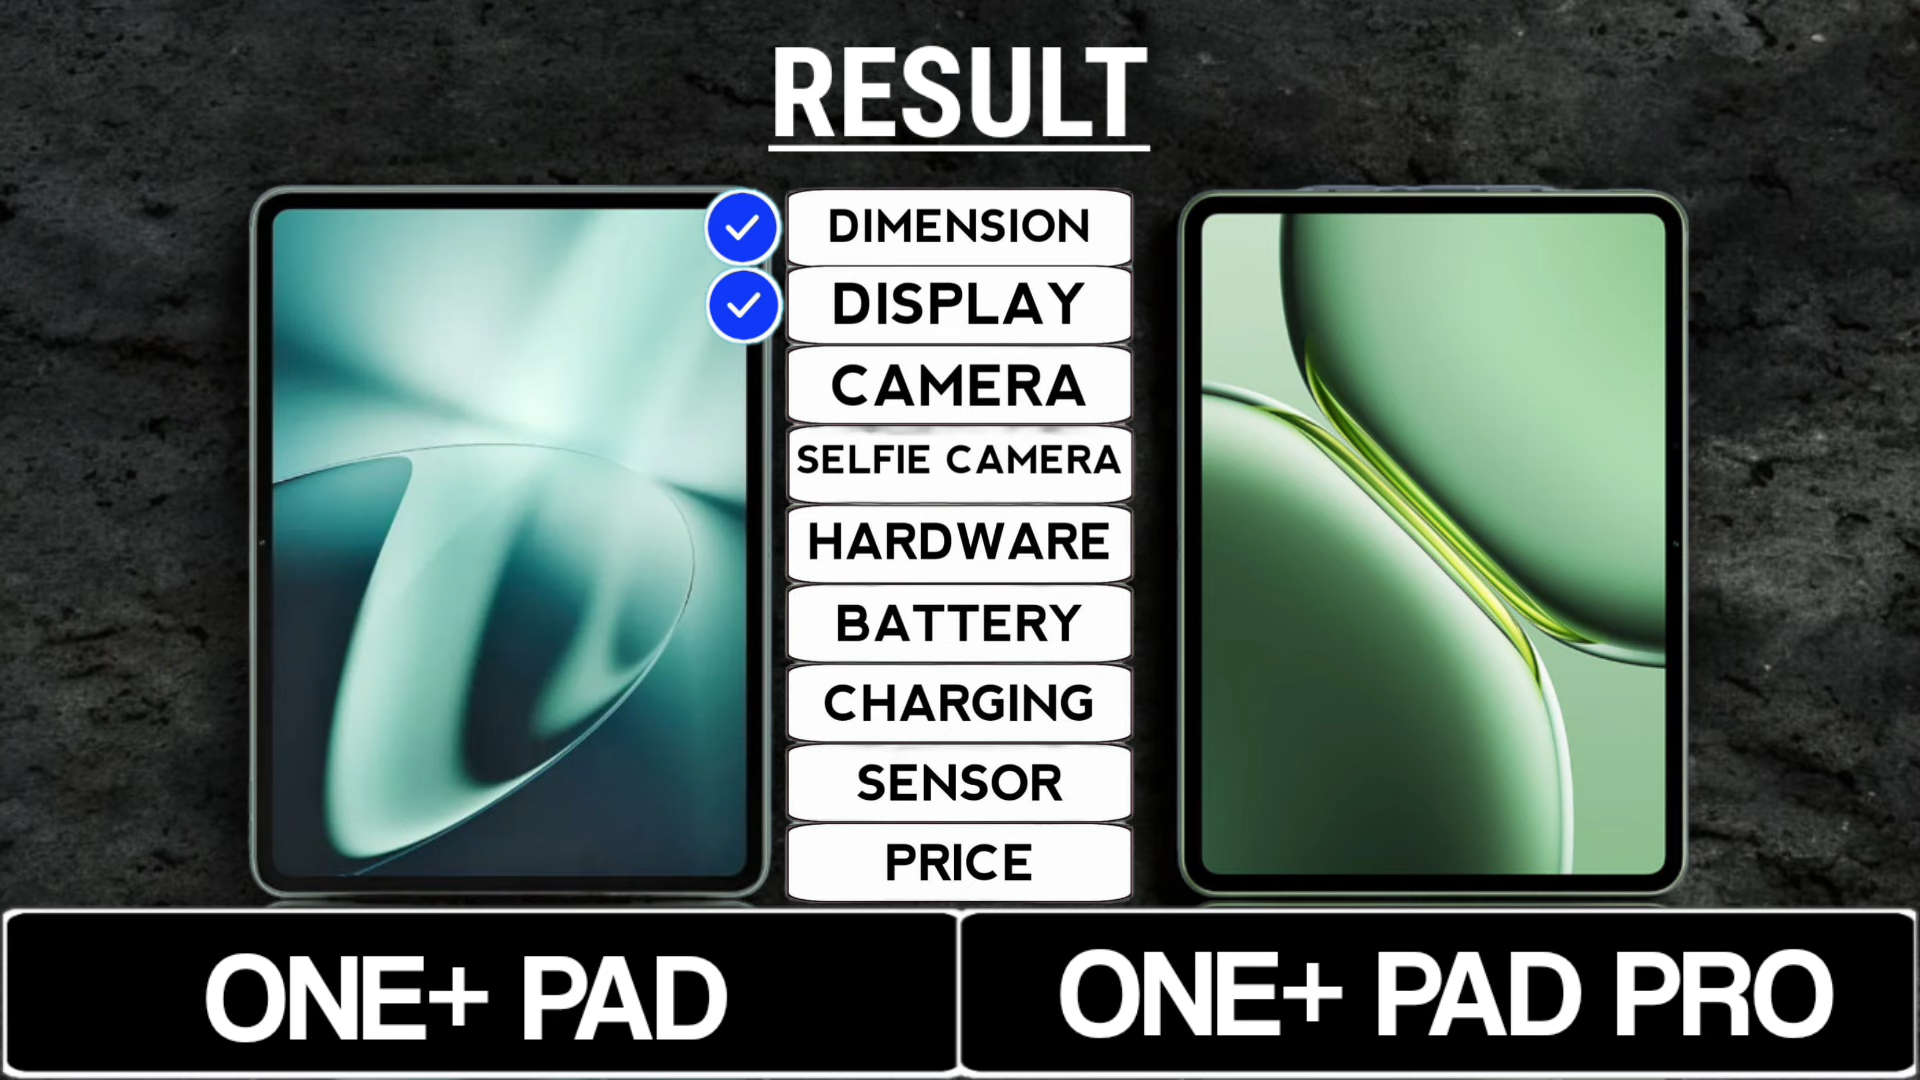 RESULT
DIMENSION
DISPLAY
CAMERA
SELFIE CAMERA
HARDWARE
BATTERY
CHARGING
SENSOR
PRICE
ONE+ PAD
ONE+ PAD PRO